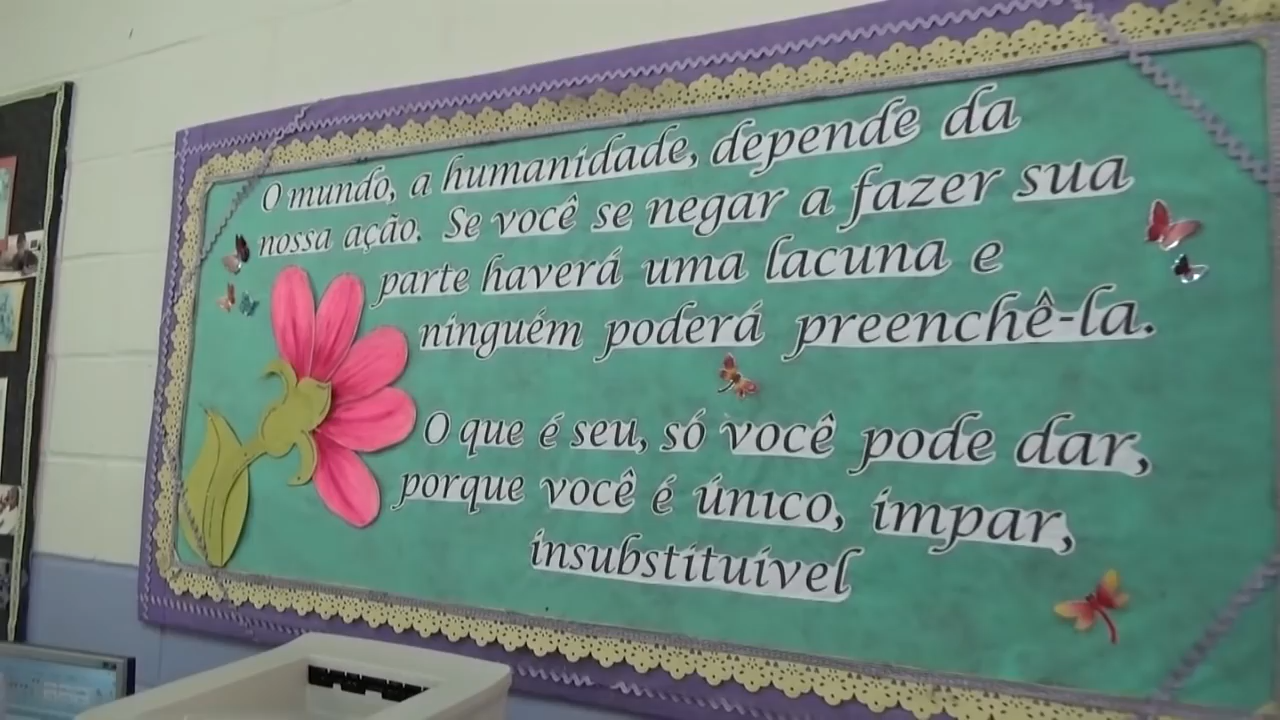 O mundo, a humanidade, depende da
nossa ação. Se você se negar a fazer sua
parte haverá uma lacuna e
ninguém poderá preenchê-la.
O que é seu, só você pode dar,
porque você é único, ímpar,
insubstituível